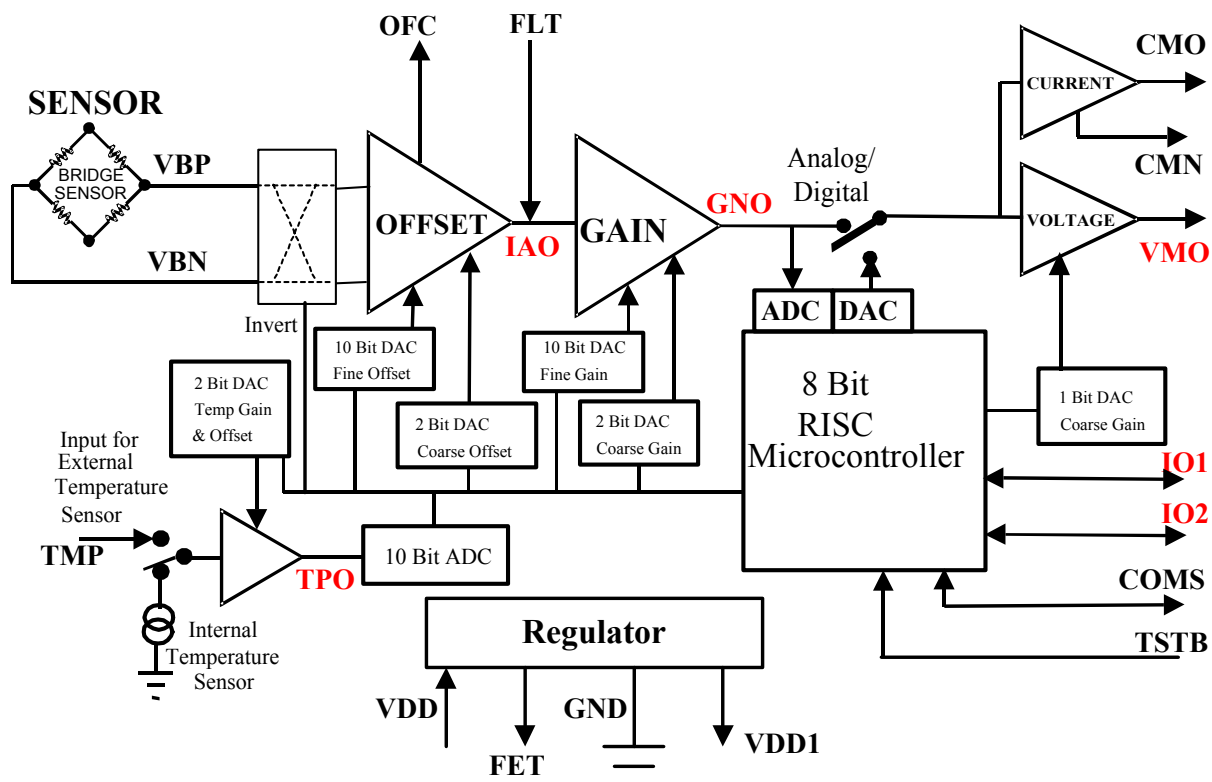 OFC
FLT
CMO
CURRENT
CMN
SENSOR
BRIDGE
SENSOR
VBP
VBN
Invert
OFFSET
IAO
GAIN
GNO
Analog/
Digital
VOLTAGE
VMO
ADC
DAC
10 Bit DAC
Fine Offset
10 Bit DAC
Fine Gain
2 Bit DAC
Temp Gain
& Offset
2 Bit DAC
Coarse Offset
2 Bit DAC
Coarse Gain
8 Bit
RISC
Microcontroller
1 Bit DAC
Coarse Gain
IO1
IO2
COMS
TSTB
Input for
External
Temperature
Sensor
TMP
TPO
10 Bit ADC
Internal
Temperature
Sensor
Regulator
VDD
FET
GND
VDD1